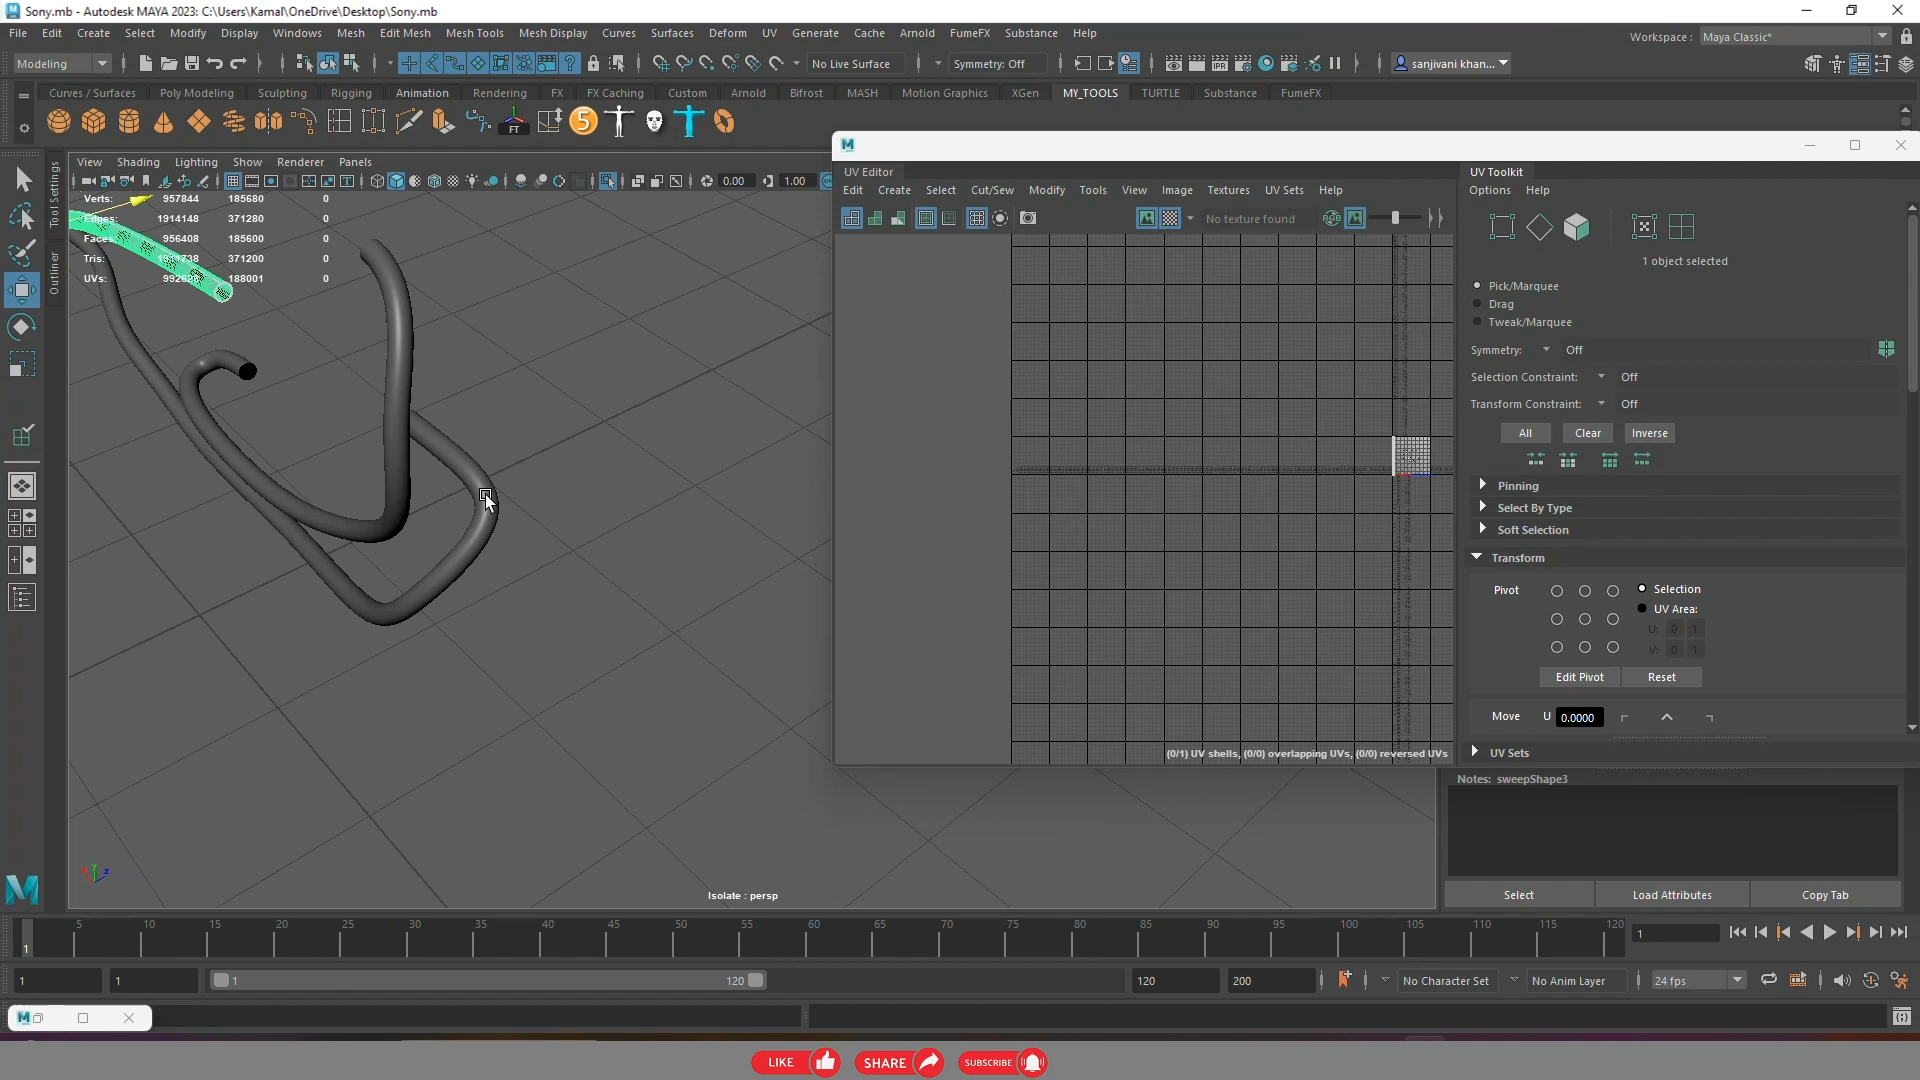 Sony.mb - Autodesk MAYA 2023: C:\Users\Kamal\OneDrive\Desktop\Sony.mb
File Edit Create Select Modify Display Windows Mesh Edit Mesh Mesh Tools Mesh Display Curves Surfaces Deform UV Generate Cache Arnold FumeFX Substance Help
Workspace : Maya Classic*
Modeling No Live Surface Symmetry: Off sanjivani khan...
Curves / Surfaces Poly Modeling Sculpting Rigging Animation Rendering FX FX Caching Custom Arnold Bifrost MASH Motion Graphics XGen MY_TOOLS TURTLE Substance FumeFX
FT 5
View Shading Lighting Show Renderer Panels
0.00 1.00
Tool Settings
Outliner
Verts: 957844 185680 0
Edges: 1914148 371280 0
Faces 956408 185600 0
Tris: 371200 0
UVs: 188001 0
UV Editor
Edit Create Select Cut/Sew Modify Tools View Image Textures UV Sets Help
No texture found
(0/1) UV shells, (0/0) overlapping UVs, (0/0) reversed UVs
UV Toolkit
Options Help
1 object selected
Pick/Marquee
Drag
Tweak/Marquee
Symmetry: Off
Selection Constraint: Off
Transform Constraint: Off
All Clear Inverse
Pinning
Select By Type
Soft Selection
Transform
Pivot Selection
UV Area:
U: 0 1
V: 0 1
Edit Pivot Reset
Move U 0.0000
UV Sets
Notes: sweepShape3
Select Load Attributes Copy Tab
Isolate : persp
y z
1 5 10 15 20 25 30 35 40 45 50 55 60 65 70 75 80 85 90 95 100 105 110 115 120 1
1 1 1 120 120 200 No Character Set No Anim Layer 24 fps
LIKE SHARE SUBSCRIBE